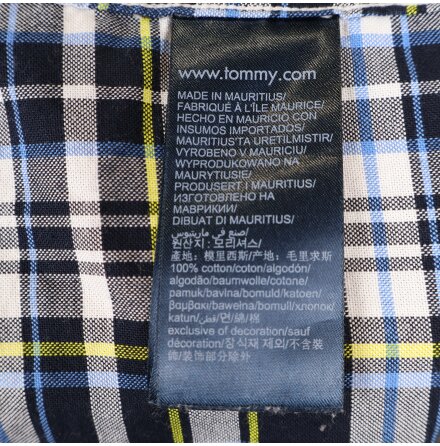 www.tommy.com
MADE IN MAURITIUS/
FABRIQUÉ À L'ÎLE MAURICE/
HECHO EN MAURICIO CON
INSUMOS IMPORTADOS/
MAURITIUS'TA URETILMISTIR/
VYROBENO V MAURICIU/
WYPRODUKOWANO NA
MAURYTIUSIE/
PRODUSERT I MAURITIUS/
ИЗГОТОВЛЕНО НА
МАВРИКИИ/
DIBUAT DI MAURITIUS/
صنع في مارينوس/
원산지: 모리셔스/
產地: 模里西斯/产地: 毛里求斯
100% cotton/coton/algodón/
algodão/bavlna/cotone/
pamuk/bavina/bomuld/katoen/
βαμβακι/bawełna/bomull/хлопок/
katun/قطن/면/綿/棉
exclusive of decoration/sauf
décoration/장식재 제외/不含裝
飾/装饰部分除外